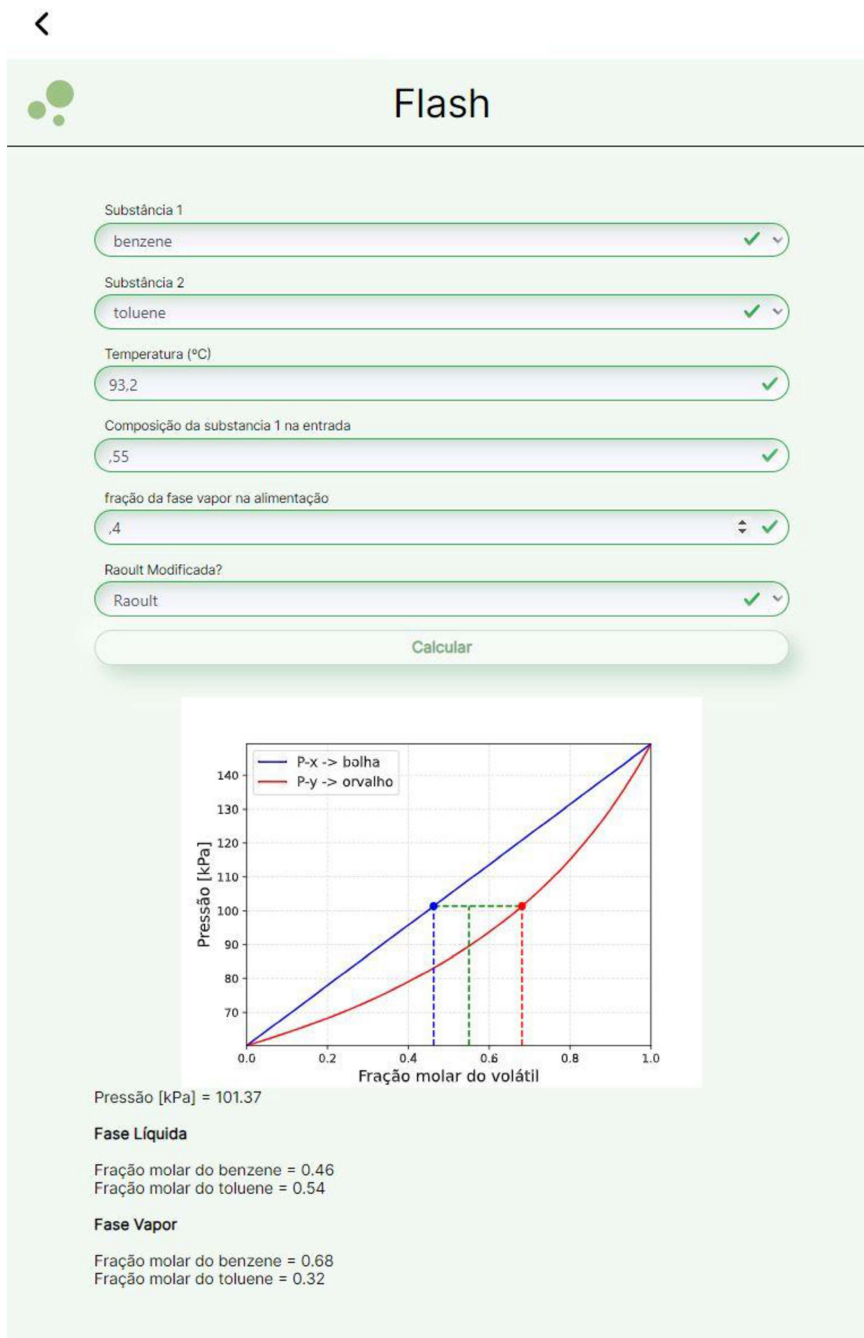 Flash
Substância 1
benzene
Substância 2
toluene
Temperatura (ºC)
93,2
Composição da substancia 1 na entrada
,55
fração da fase vapor na alimentação
,4
Raoult Modificada?
Raoult
Calcular
P-x -> bolha
P-y -> orvalho
140
130
120
110
100
90
80
70
Pressão [kPa]
0.0 0.2 0.4 0.6 0.8 1.0
Fração molar do volátil
Pressão [kPa] = 101.37
Fase Líquida
Fração molar do benzene = 0.46
Fração molar do toluene = 0.54
Fase Vapor
Fração molar do benzene = 0.68
Fração molar do toluene = 0.32